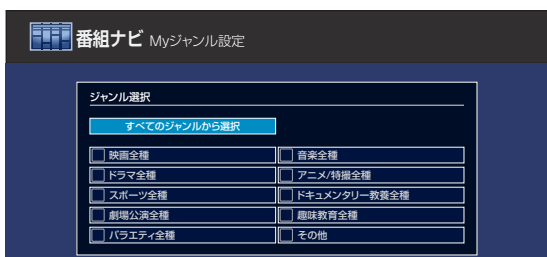 番組ナビ Myジャンル設定
ジャンル選択
すべてのジャンルから選択
映画全種 音楽全種
ドラマ全種 アニメ/特撮全種
スポーツ全種 ドキュメンタリー教養全種
劇場公演全種 趣味教育全種
バラエティ全種 その他